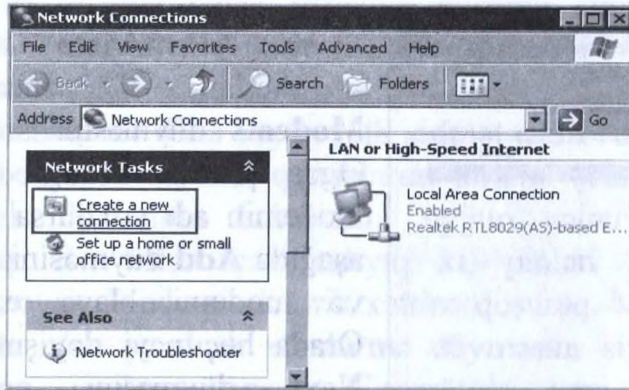 Network Connections
File Edit View Favorites Tools Advanced Help
Back Search Folders
Address Network Connections Go
Network Tasks
Create a new
connection
Set up a home or small
office network
See Also
Network Troubleshooter
LAN or High-Speed Internet
Local Area Connection
Enabled
Realtek RTL8029(AS)-based E...